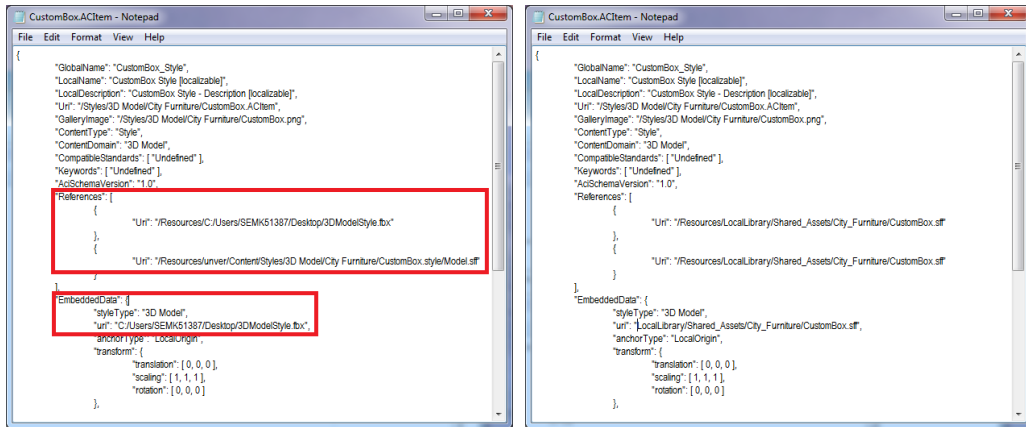 CustomBox.ACItem - Notepad
File Edit Format View Help
{
"GlobalName": "CustomBox_Style",
"LocalName": "CustomBox Style [localizable]",
"LocalDescription": "CustomBox Style - Description [localizable]",
"Uri": "/Styles/3D Model/City Furniture/CustomBox.ACItem",
"GalleryImage": "/Styles/3D Model/City Furniture/CustomBox.png",
"ContentType": "Style",
"ContentDomain": "3D Model",
"CompatibleStandards": [ "Undefined" ],
"Keywords": [ "Undefined" ],
"AciSchemaVersion": "1.0",
"References": [
{
"Uri": "/Resources/C:/Users/SEMK51387/Desktop/3DModelStyle.fbx"
},
{
"Uri": "/Resources/unver/Content/Styles/3D Model/City Furniture/CustomBox.style/Model.sff"
}
],
"EmbeddedData": {
"styleType": "3D Model",
"uri": "C:/Users/SEMK51387/Desktop/3DModelStyle.fbx",
"anchorType": "LocalOrigin",
"transform": {
"translation": [ 0, 0, 0 ],
"scaling": [ 1, 1, 1 ],
"rotation": [ 0, 0, 0 ]
},
CustomBox.ACItem - Notepad
File Edit Format View Help
{
"GlobalName": "CustomBox_Style",
"LocalName": "CustomBox Style [localizable]",
"LocalDescription": "CustomBox Style - Description [localizable]",
"Uri": "/Styles/3D Model/City Furniture/CustomBox.ACItem",
"GalleryImage": "/Styles/3D Model/City Furniture/CustomBox.png",
"ContentType": "Style",
"ContentDomain": "3D Model",
"CompatibleStandards": [ "Undefined" ],
"Keywords": [ "Undefined" ],
"AciSchemaVersion": "1.0",
"References": [
{
"Uri": "/Resources/LocalLibrary/Shared_Assets/City_Furniture/CustomBox.sff"
},
{
"Uri": "/Resources/LocalLibrary/Shared_Assets/City_Furniture/CustomBox.sff"
}
],
"EmbeddedData": {
"styleType": "3D Model",
"uri": "LocalLibrary/Shared_Assets/City_Furniture/CustomBox.sff",
"anchorType": "LocalOrigin",
"transform": {
"translation": [ 0, 0, 0 ],
"scaling": [ 1, 1, 1 ],
"rotation": [ 0, 0, 0 ]
},